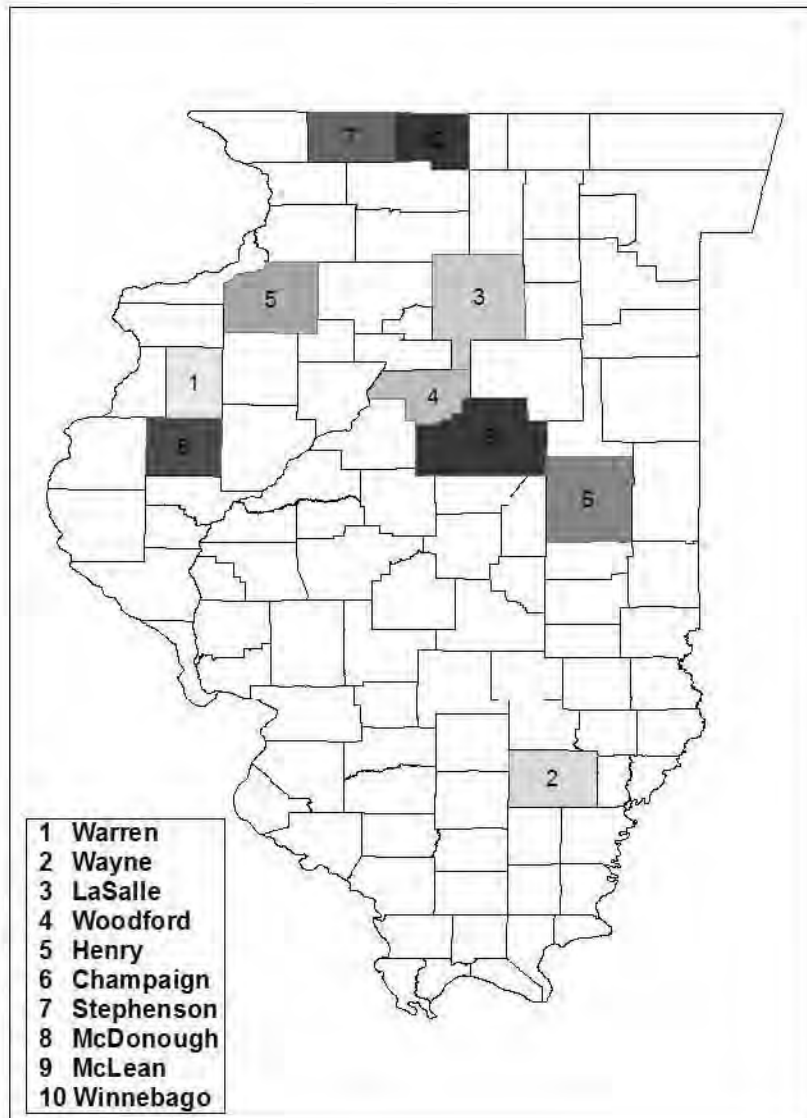 7
5
3
1
4
6
2
1 Warren
2 Wayne
3 LaSalle
4 Woodford
5 Henry
6 Champaign
7 Stephenson
8 McDonough
9 McLean
10 Winnebago